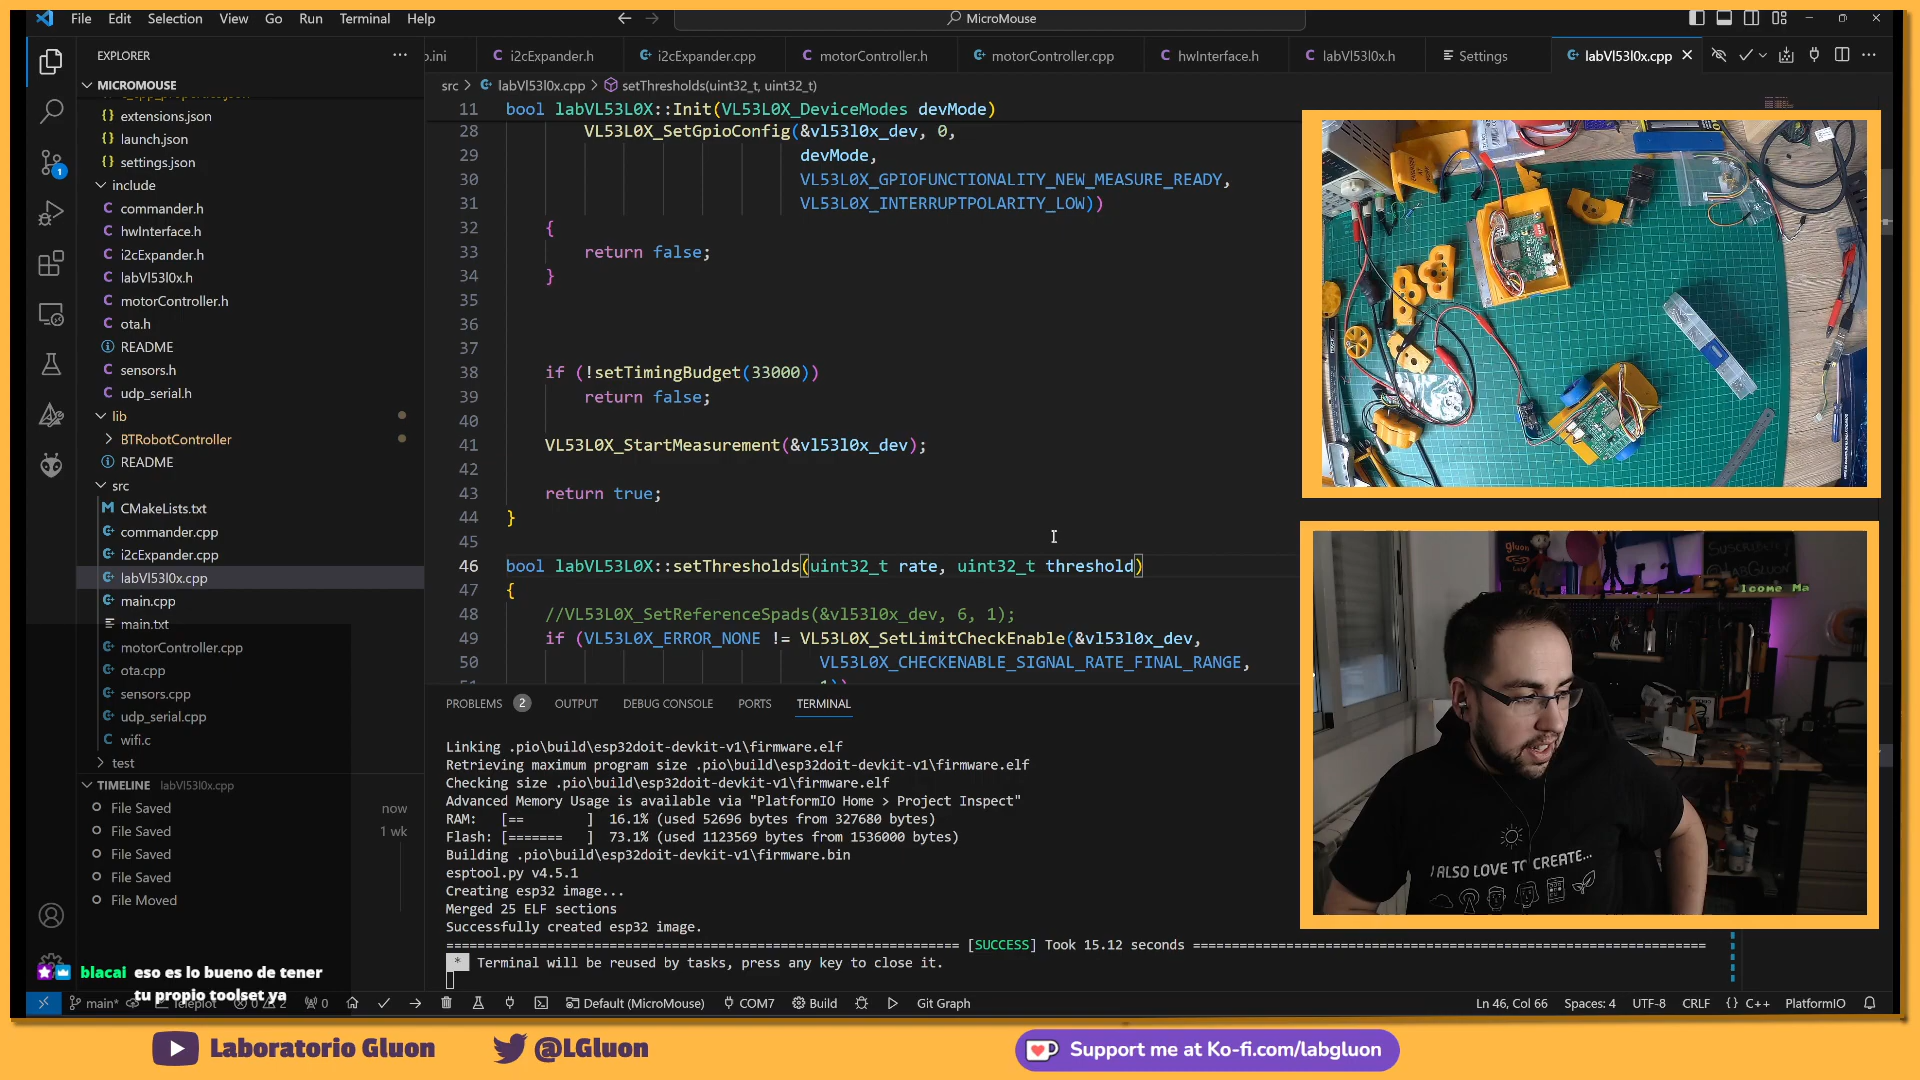 File Edit Selection View Go Run Terminal Help
MicroMouse
EXPLORER
MICROMOUSE
extensions.json
launch.json
settings.json
include
commander.h
hwInterface.h
i2cExpander.h
labVl53l0x.h
motorController.h
ota.h
README
sensors.h
udp_serial.h
lib
BTRobotController
README
src
CMakeLists.txt
commander.cpp
i2cExpander.cpp
labVl53l0x.cpp
main.cpp
main.txt
motorController.cpp
ota.cpp
sensors.cpp
udp_serial.cpp
wifi.c
test
TIMELINE labVl53l0x.cpp
File Saved now
File Saved 1 wk
File Saved
File Saved
File Moved
o.ini i2cExpander.h i2cExpander.cpp motorController.h motorController.cpp hwInterface.h labVl53l0x.h Settings labVl53l0x.cpp
src > labVl53l0x.cpp > setThresholds(uint32_t, uint32_t)
11 bool labVL53L0X::Init(VL53L0X_DeviceModes devMode)
28 VL53L0X_SetGpioConfig(&vl53l0x_dev, 0,
29 devMode,
30 VL53L0X_GPIOFUNCTIONALITY_NEW_MEASURE_READY,
31 VL53L0X_INTERRUPTPOLARITY_LOW))
32 {
33 return false;
34 }
35
36
37
38 if (!setTimingBudget(33000))
39 return false;
40
41 VL53L0X_StartMeasurement(&vl53l0x_dev);
42
43 return true;
44 }
45
46 bool labVL53L0X::setThresholds(uint32_t rate, uint32_t threshold)
47 {
48 //VL53L0X_SetReferenceSpads(&vl53l0x_dev, 6, 1);
49 if (VL53L0X_ERROR_NONE != VL53L0X_SetLimitCheckEnable(&vl53l0x_dev,
50 VL53L0X_CHECKENABLE_SIGNAL_RATE_FINAL_RANGE,
PROBLEMS 2 OUTPUT DEBUG CONSOLE PORTS TERMINAL
Linking .pio\build\esp32doit-devkit-v1\firmware.elf
Retrieving maximum program size .pio\build\esp32doit-devkit-v1\firmware.elf
Checking size .pio\build\esp32doit-devkit-v1\firmware.elf
Advanced Memory Usage is available via "PlatformIO Home > Project Inspect"
RAM: [== ] 16.1% (used 52696 bytes from 327680 bytes)
Flash: [======= ] 73.1% (used 1123569 bytes from 1536000 bytes)
Building .pio\build\esp32doit-devkit-v1\firmware.bin
esptool.py v4.5.1
Creating esp32 image...
Merged 25 ELF sections
Successfully created esp32 image.
[SUCCESS] Took 15.12 seconds
* Terminal will be reused by tasks, press any key to close it.
blacai eso es lo bueno de tener
tu propio toolset ya
main* Teleplot 0 2 0 Default (MicroMouse) COM7 Build Git Graph Ln 46, Col 66 Spaces: 4 UTF-8 CRLF {} C++ PlatformIO
gluon
SUSCRIBETE
@LabGluon
lcome Ma
I ALSO LOVE TO CREATE...
Laboratorio Gluon @LGluon Support me at Ko-fi.com/labgluon